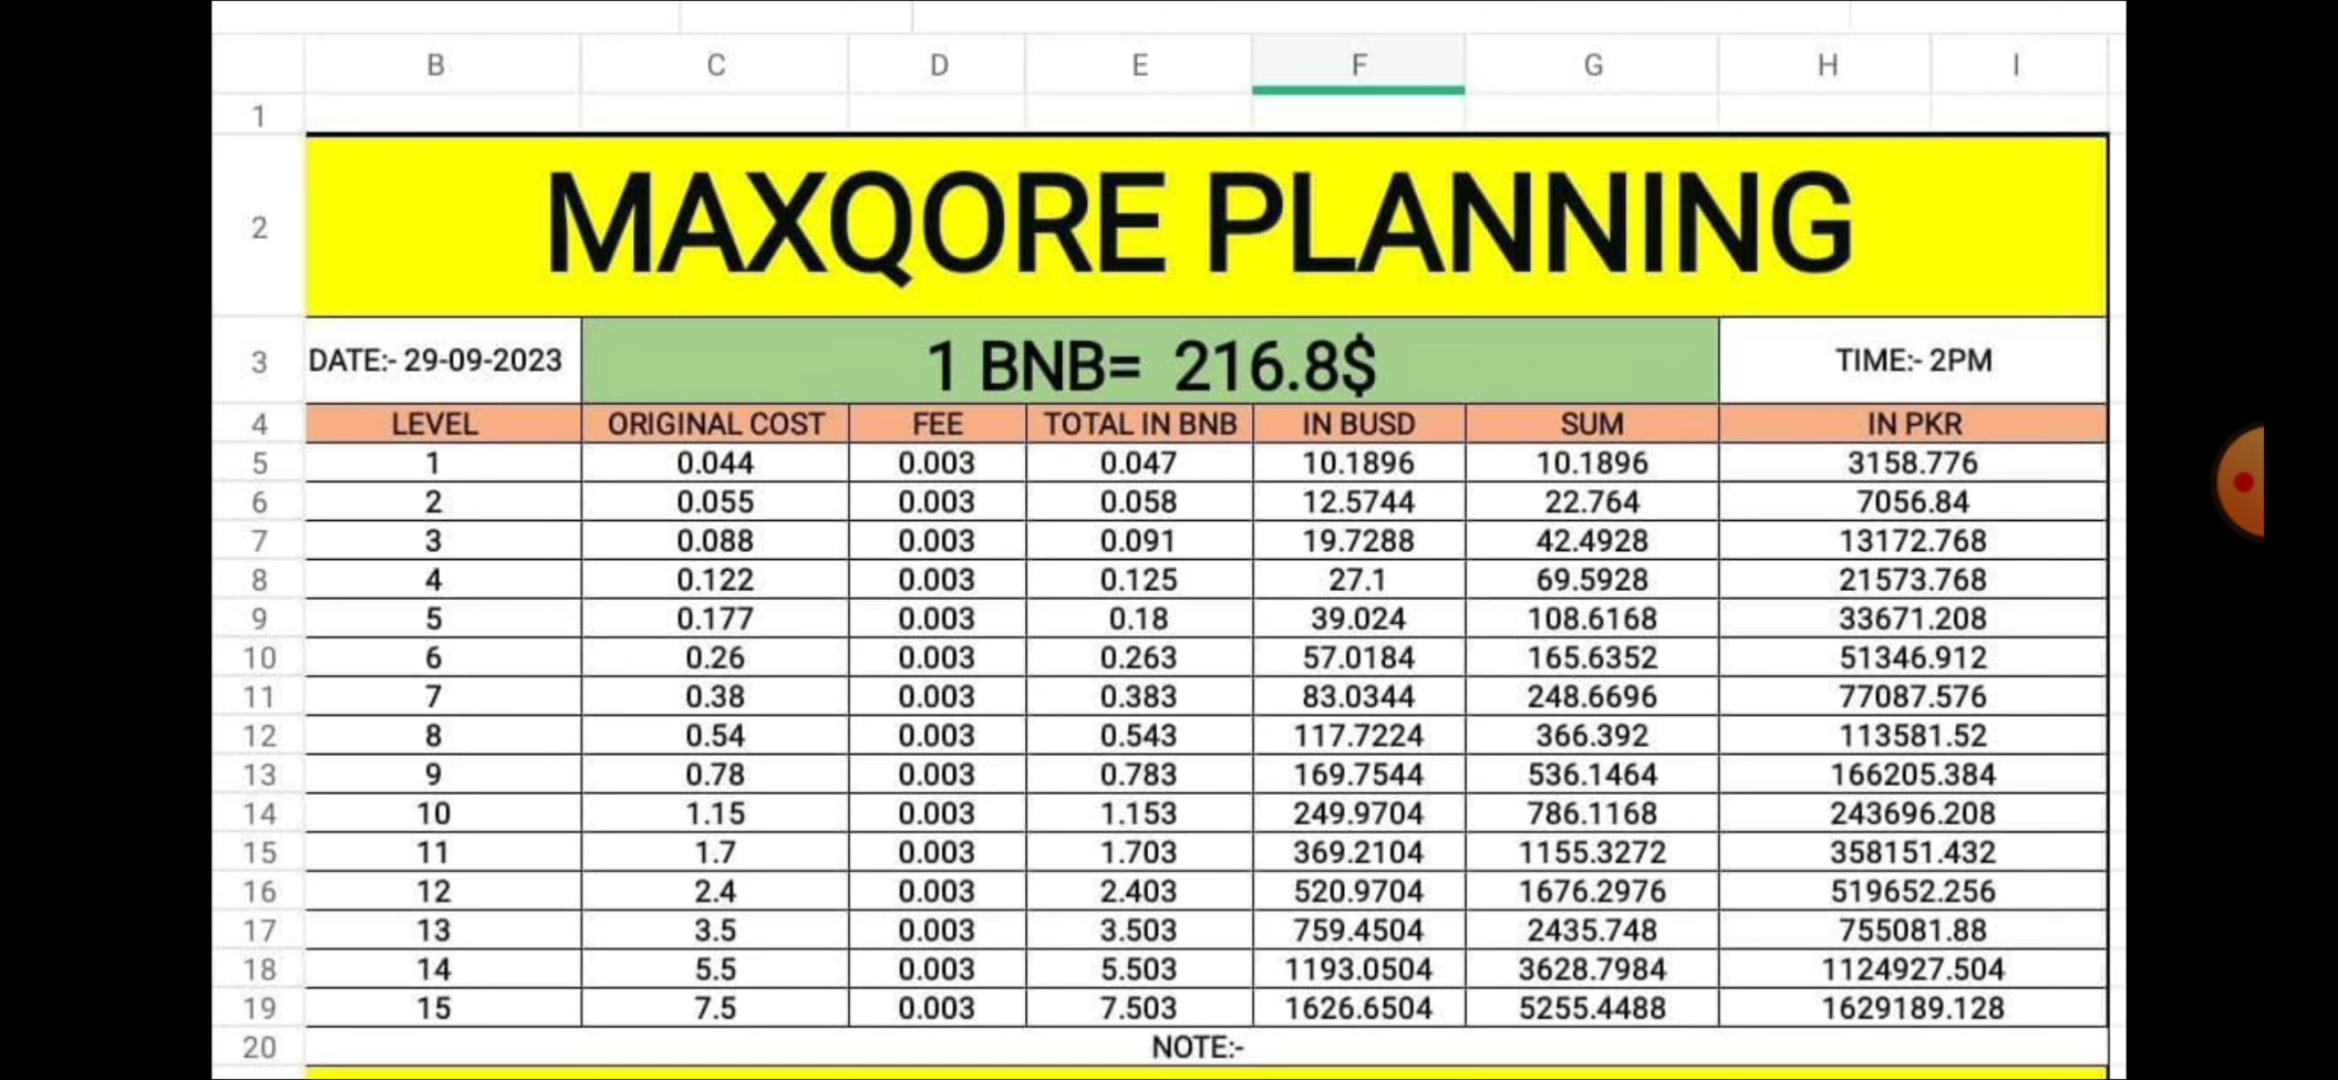 B C D E F G H I
1
2 MAXQORE PLANNING
3 DATE:- 29-09-2023 1 BNB= 216.8$ TIME:- 2PM
4 LEVEL ORIGINAL COST FEE TOTAL IN BNB IN BUSD SUM IN PKR
5 1 0.044 0.003 0.047 10.1896 10.1896 3158.776
6 2 0.055 0.003 0.058 12.5744 22.764 7056.84
7 3 0.088 0.003 0.091 19.7288 42.4928 13172.768
8 4 0.122 0.003 0.125 27.1 69.5928 21573.768
9 5 0.177 0.003 0.18 39.024 108.6168 33671.208
10 6 0.26 0.003 0.263 57.0184 165.6352 51346.912
11 7 0.38 0.003 0.383 83.0344 248.6696 77087.576
12 8 0.54 0.003 0.543 117.7224 366.392 113581.52
13 9 0.78 0.003 0.783 169.7544 536.1464 166205.384
14 10 1.15 0.003 1.153 249.9704 786.1168 243696.208
15 11 1.7 0.003 1.703 369.2104 1155.3272 358151.432
16 12 2.4 0.003 2.403 520.9704 1676.2976 519652.256
17 13 3.5 0.003 3.503 759.4504 2435.748 755081.88
18 14 5.5 0.003 5.503 1193.0504 3628.7984 1124927.504
19 15 7.5 0.003 7.503 1626.6504 5255.4488 1629189.128
20 NOTE:-